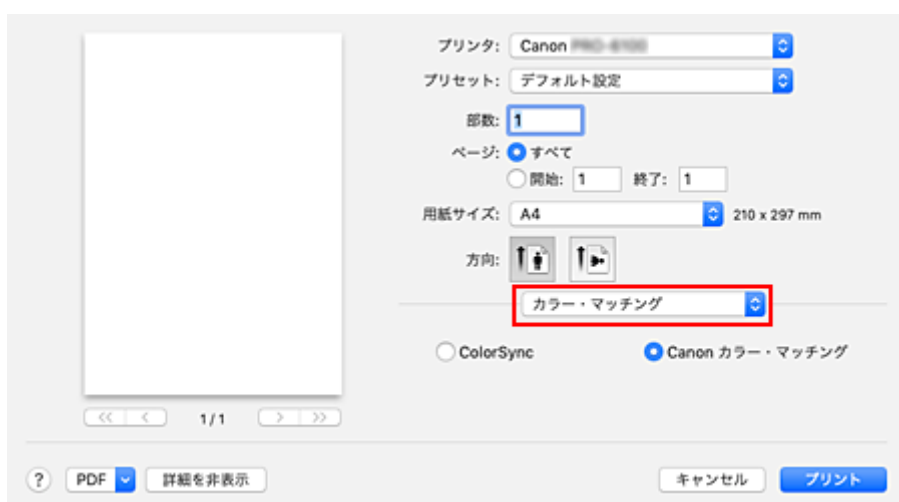 プリンタ: Canon
プリセット: デフォルト設定
部数: 1
ページ: すべて
開始: 1 終了: 1
用紙サイズ: A4 210 x 297 mm
方向:
カラー・マッチング
ColorSync Canon カラー・マッチング
<< < 1/1 > >>
? PDF 詳細を非表示 キャンセル プリント